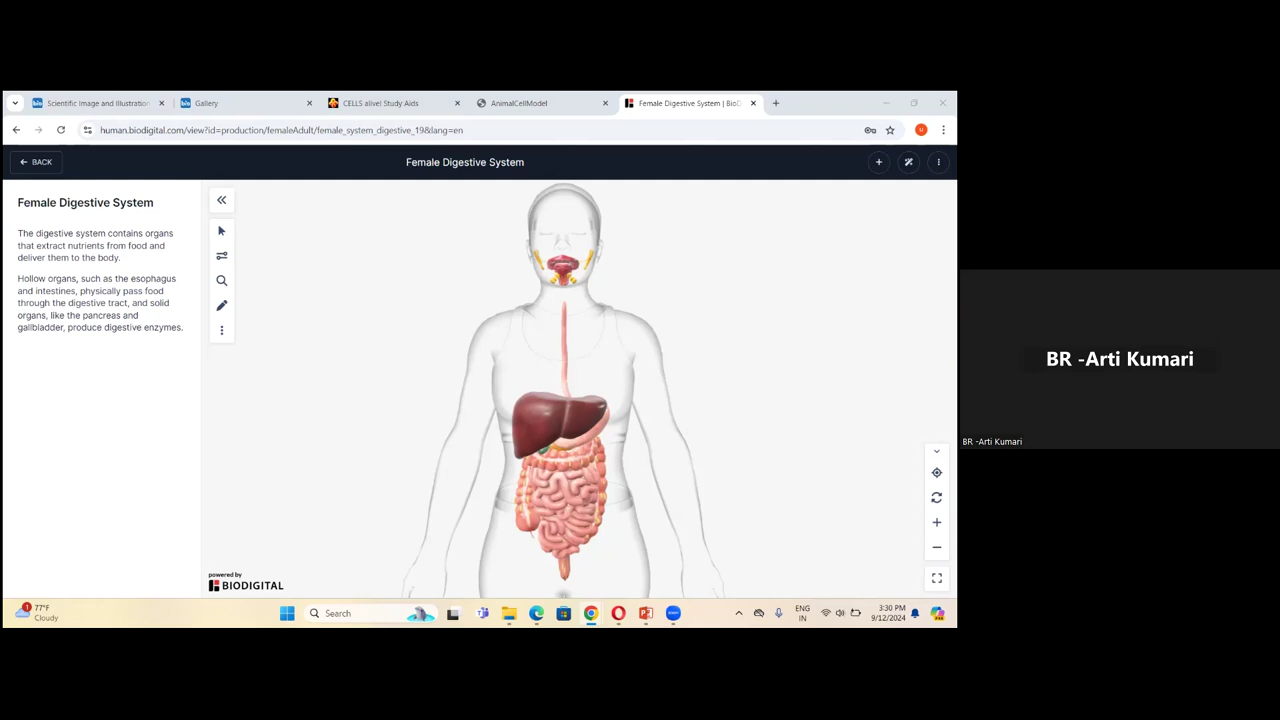 Scientific Image and Illustration
Gallery
CELLS alive! Study Aids
AnimalCellModel
Female Digestive System | BioD
human.biodigital.com/view?id=production/femaleAdult/female_system_digestive_19&lang=en
U
BACK
Female Digestive System
Female Digestive System
The digestive system contains organs
that extract nutrients from food and
deliver them to the body.
Hollow organs, such as the esophagus
and intestines, physically pass food
through the digestive tract, and solid
organs, like the pancreas and
gallbladder, produce digestive enzymes.
BR -Arti Kumari
BR -Arti Kumari
powered by
BIODIGITAL
1
77°F
Cloudy
Search
ENG
IN
3:30 PM
9/12/2024